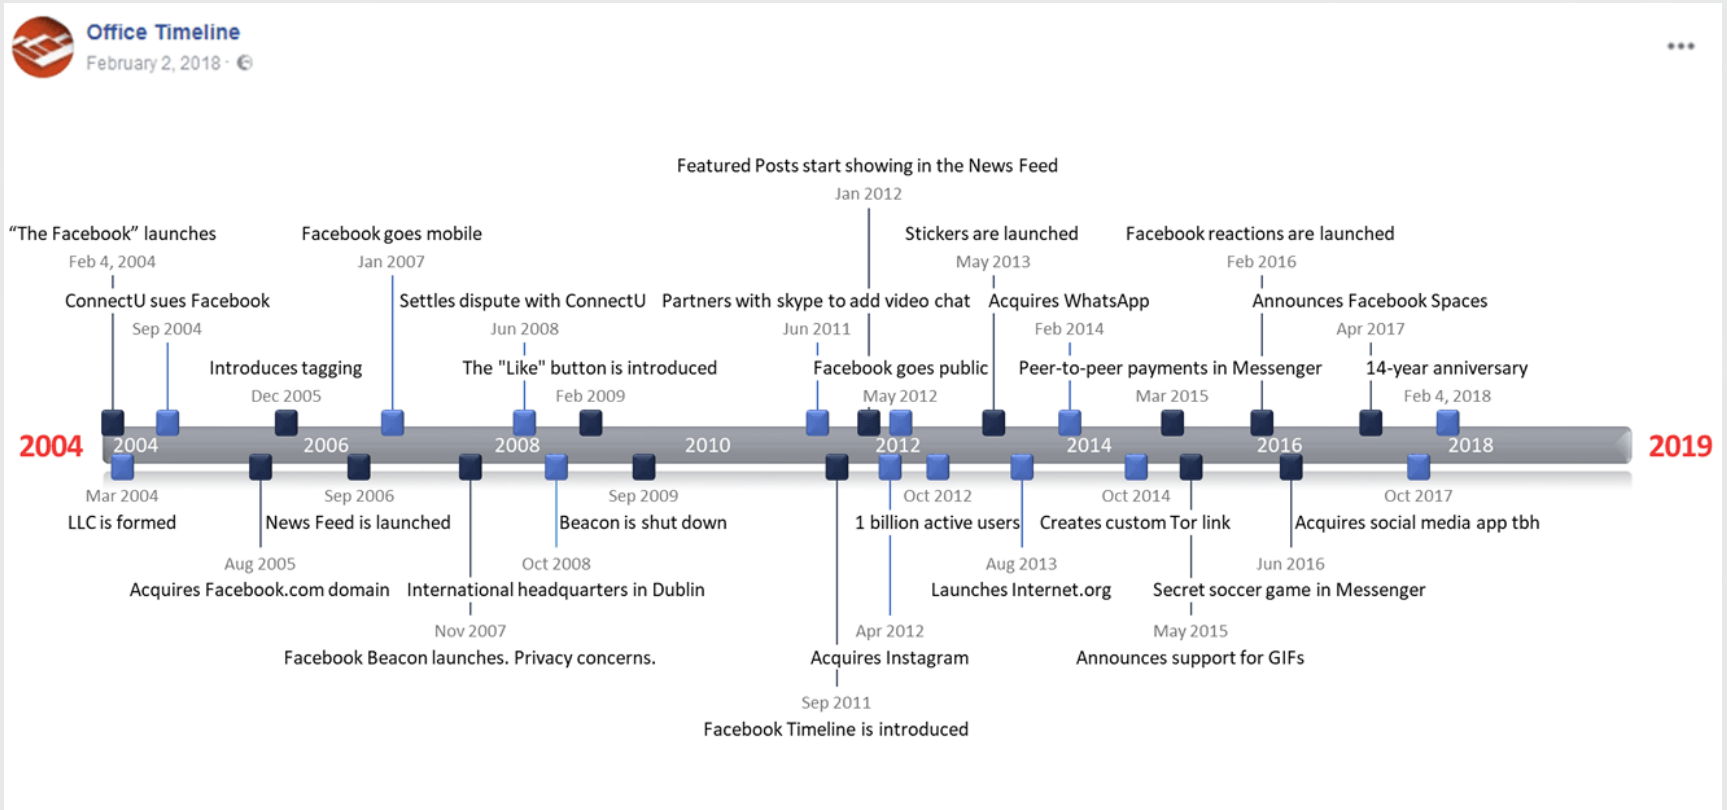 Office Timeline
February 2, 2018 ·
Featured Posts start showing in the News Feed
Jan 2012
“The Facebook” launches
Feb 4, 2004
Facebook goes mobile
Jan 2007
Stickers are launched
May 2013
Facebook reactions are launched
Feb 2016
ConnectU sues Facebook
Sep 2004
Settles dispute with ConnectU
Jun 2008
Partners with skype to add video chat
Jun 2011
Acquires WhatsApp
Feb 2014
Announces Facebook Spaces
Apr 2017
Introduces tagging
Dec 2005
The "Like" button is introduced
Feb 2009
Facebook goes public
May 2012
Peer-to-peer payments in Messenger
Mar 2015
14-year anniversary
Feb 4, 2018
2004
2004
2006
2008
2010
2012
2014
2016
2018
2019
Mar 2004
LLC is formed
Sep 2006
News Feed is launched
Sep 2009
Beacon is shut down
Oct 2012
1 billion active users
Oct 2014
Creates custom Tor link
Oct 2017
Acquires social media app tbh
Aug 2005
Acquires Facebook.com domain
Oct 2008
International headquarters in Dublin
Aug 2013
Launches Internet.org
Jun 2016
Secret soccer game in Messenger
Nov 2007
Facebook Beacon launches. Privacy concerns.
Apr 2012
Acquires Instagram
May 2015
Announces support for GIFs
Sep 2011
Facebook Timeline is introduced